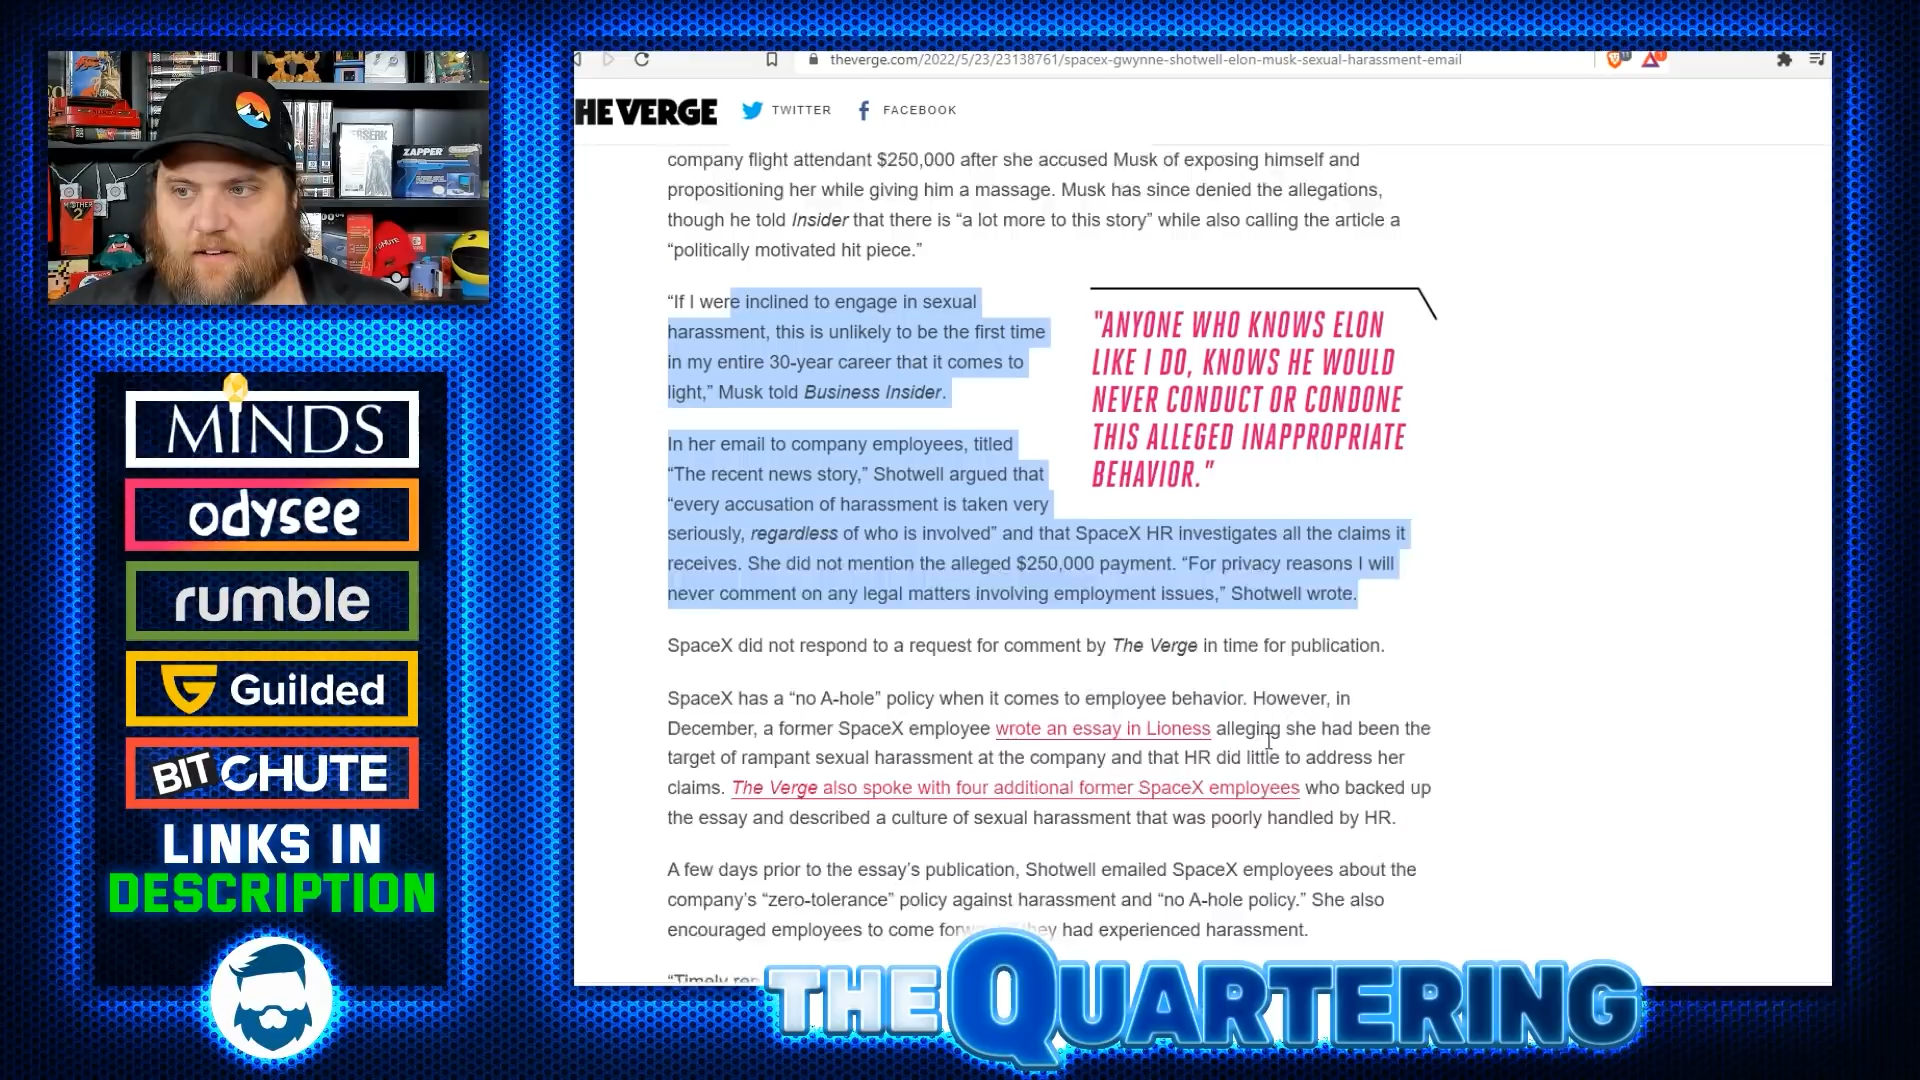 theverge.com/2022/5/23/23138761/spacex-gwynne-shotwell-elon-musk-sexual-harassment-email
HE VERGE
TWITTER
FACEBOOK
company flight attendant $250,000 after she accused Musk of exposing himself and
propositioning her while giving him a massage. Musk has since denied the allegations,
though he told Insider that there is “a lot more to this story” while also calling the article a
“politically motivated hit piece.”
“If I were inclined to engage in sexual
harassment, this is unlikely to be the first time
in my entire 30-year career that it comes to
light,” Musk told Business Insider.
"ANYONE WHO KNOWS ELON
LIKE I DO, KNOWS HE WOULD
NEVER CONDUCT OR CONDONE
THIS ALLEGED INAPPROPRIATE
BEHAVIOR."
In her email to company employees, titled
“The recent news story,” Shotwell argued that
“every accusation of harassment is taken very
seriously, regardless of who is involved” and that SpaceX HR investigates all the claims it
receives. She did not mention the alleged $250,000 payment. “For privacy reasons I will
never comment on any legal matters involving employment issues,” Shotwell wrote.
SpaceX did not respond to a request for comment by The Verge in time for publication.
SpaceX has a “no A-hole” policy when it comes to employee behavior. However, in
December, a former SpaceX employee wrote an essay in Lioness alleging she had been the
target of rampant sexual harassment at the company and that HR did little to address her
claims. The Verge also spoke with four additional former SpaceX employees who backed up
the essay and described a culture of sexual harassment that was poorly handled by HR.
A few days prior to the essay’s publication, Shotwell emailed SpaceX employees about the
company’s “zero-tolerance” policy against harassment and “no A-hole policy.” She also
encouraged employees to come they had experienced harassment.
“Timely
BERSERK
ZAPPER
MOTHER
2
MINDS
odysee
rumble
Guilded
BITCHUTE
LINKS IN
DESCRIPTION
THE QUARTERING